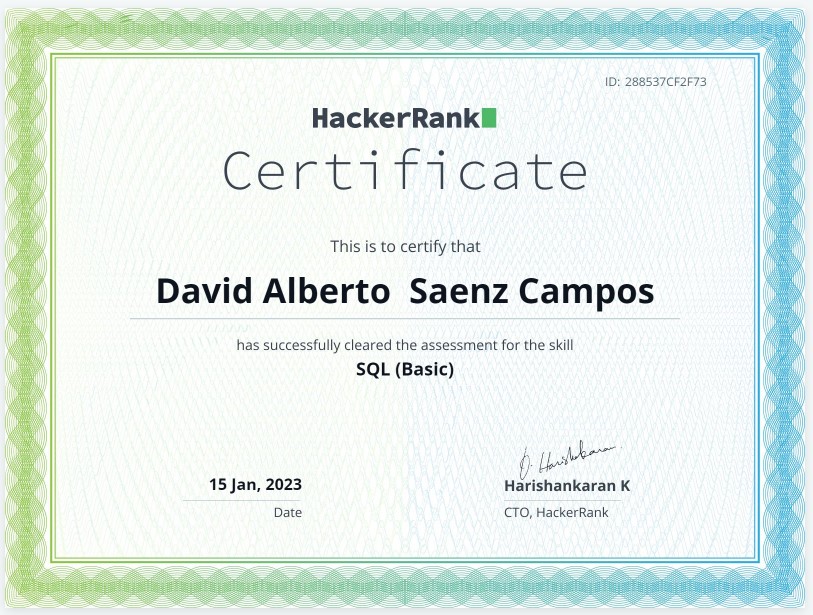 ID: 288537CF2F73
HackerRank
Certificate
This is to certify that
David Alberto Saenz Campos
has successfully cleared the assessment for the skill
SQL (Basic)
D. Harishakaran
15 Jan, 2023
Harishankaran K
Date
CTO, HackerRank